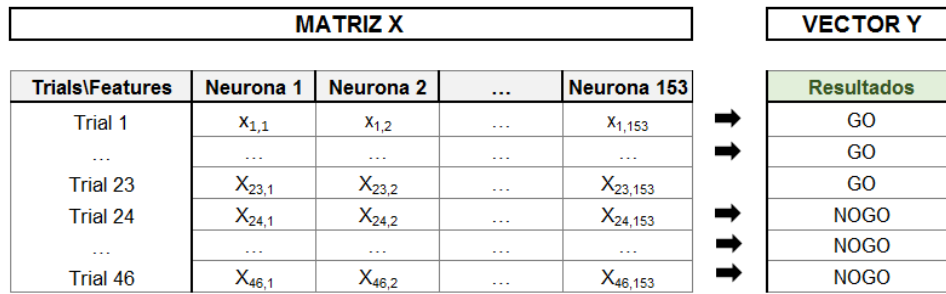 MATRIZ X VECTOR Y
Trials\Features Neurona 1 Neurona 2 ... Neurona 153 Resultados
Trial 1 x1,1 x1,2 ... x1,153 ➡ GO
... ... ... ... ... ➡ GO
Trial 23 X23,1 X23,2 ... X23,153 GO
Trial 24 X24,1 X24,2 ... X24,153 ➡ NOGO
... ... ... ... ... ➡ NOGO
Trial 46 X46,1 X46,2 ... X46,153 ➡ NOGO